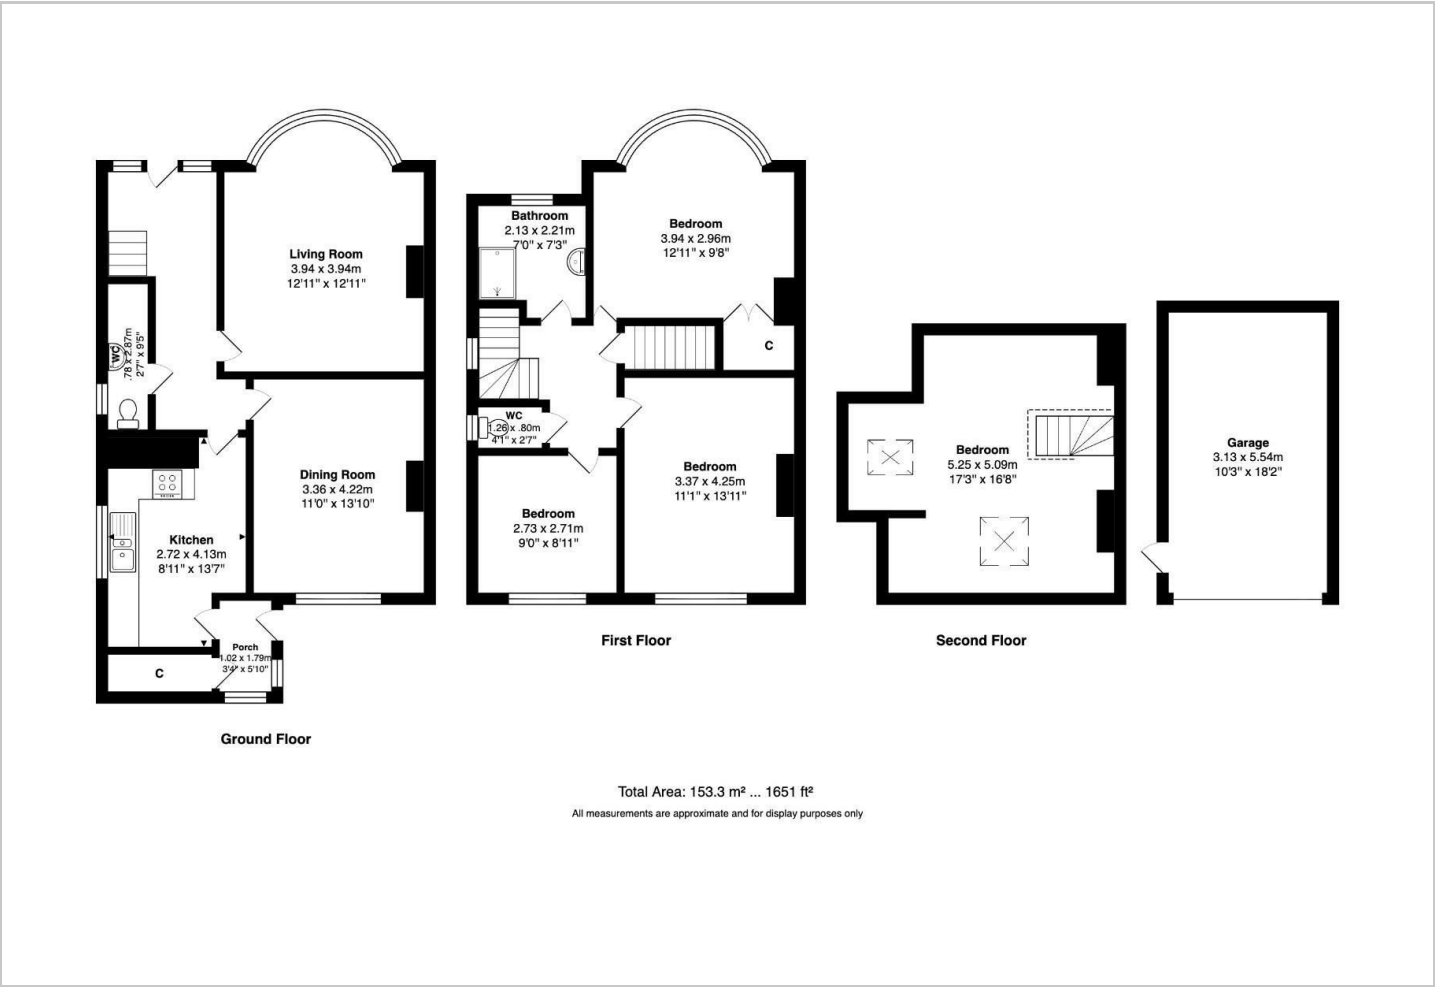 Living Room
3.94 x 3.94m
12'11" x 12'11"
WC
.78 x 2.87m
2'7" x 9'5"
Dining Room
3.36 x 4.22m
11'0" x 13'10"
Kitchen
2.72 x 4.13m
8'11" x 13'7"
Porch
1.02 x 1.79m
3'4" x 5'10"
C
Ground Floor
Bathroom
2.13 x 2.21m
7'0" x 7'3"
Bedroom
3.94 x 2.96m
12'11" x 9'8"
C
WC
1.26 x .80m
4'1" x 2'7"
Bedroom
3.37 x 4.25m
11'1" x 13'11"
Bedroom
2.73 x 2.71m
9'0" x 8'11"
First Floor
Bedroom
5.25 x 5.09m
17'3" x 16'8"
Second Floor
Garage
3.13 x 5.54m
10'3" x 18'2"
Total Area: 153.3 m² ... 1651 ft²
All measurements are approximate and for display purposes only